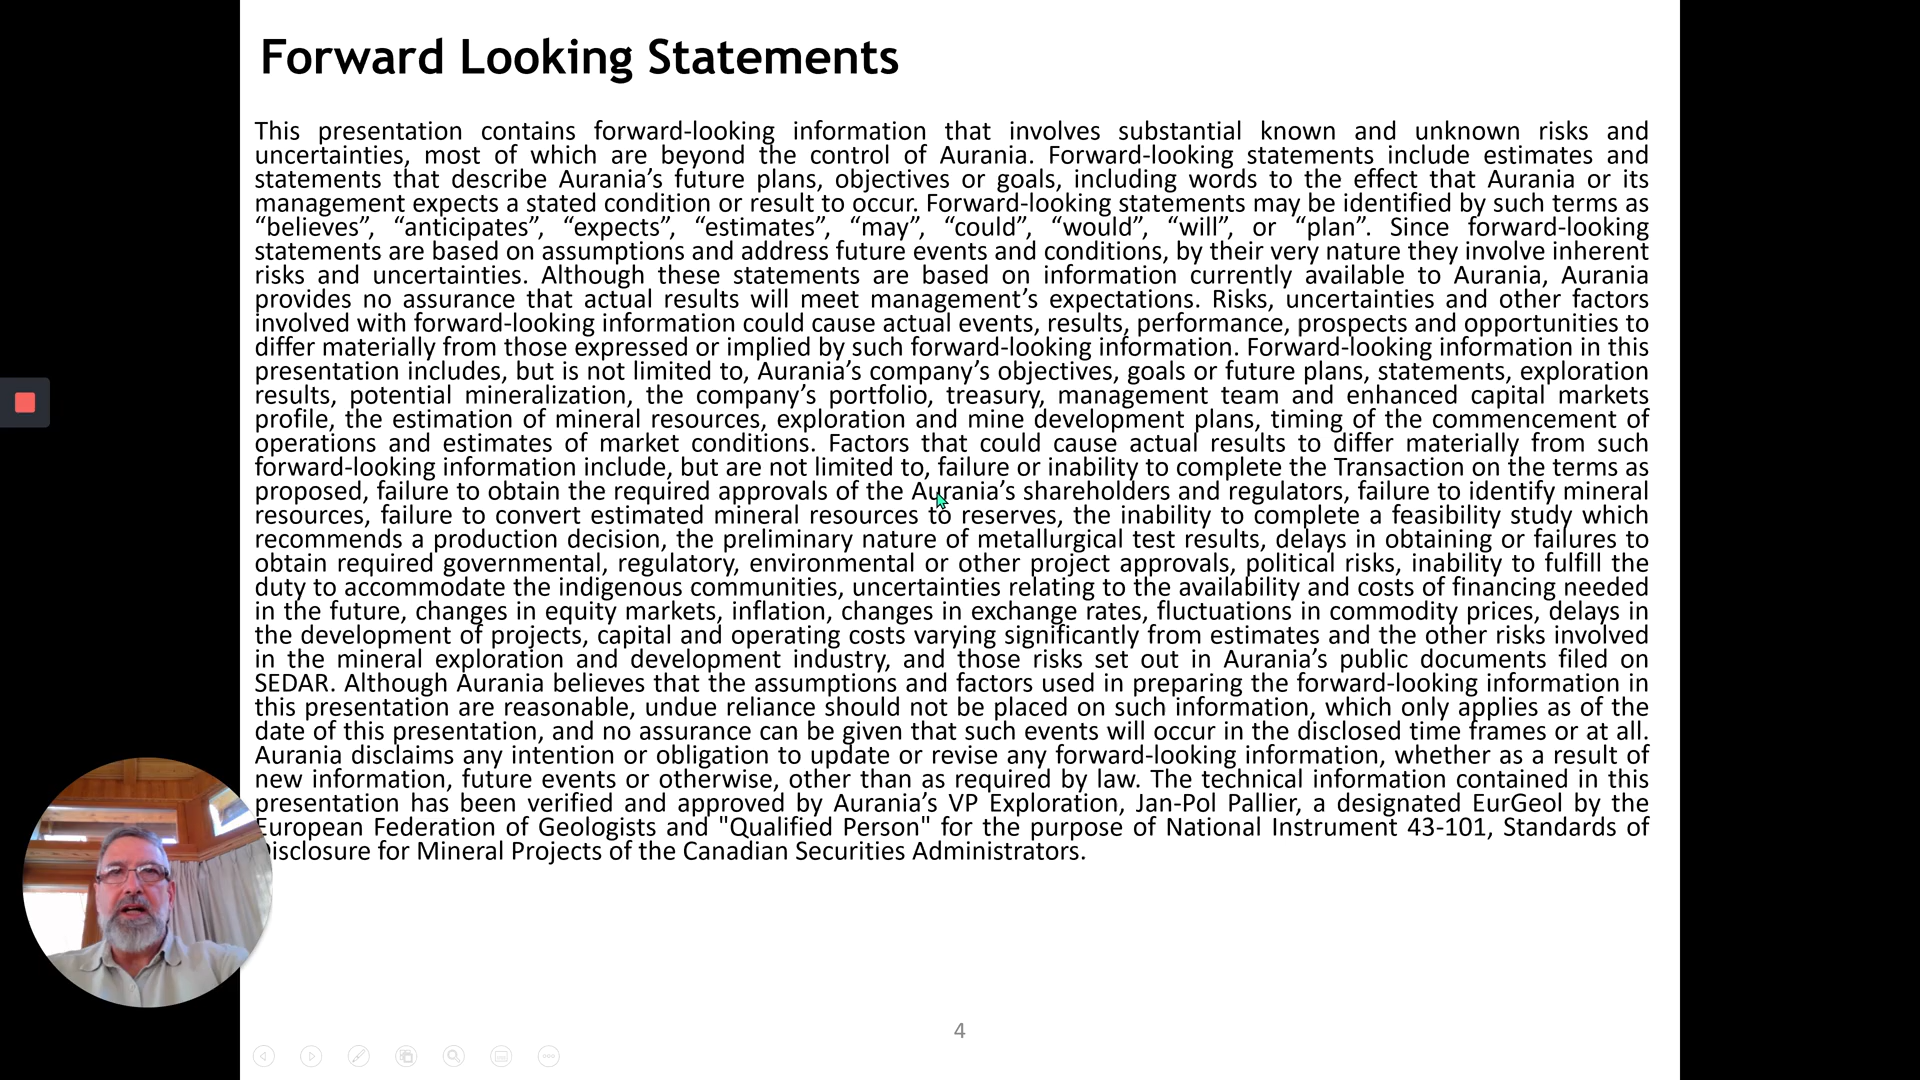 Forward Looking Statements
This presentation contains forward-looking information that involves substantial known and unknown risks and
uncertainties, most of which are beyond the control of Aurania. Forward-looking statements include estimates and
statements that describe Aurania’s future plans, objectives or goals, including words to the effect that Aurania or its
management expects a stated condition or result to occur. Forward-looking statements may be identified by such terms as
“believes”, “anticipates”, “expects”, “estimates”, “may”, “could”, “would”, “will”, or “plan”. Since forward-looking
statements are based on assumptions and address future events and conditions, by their very nature they involve inherent
risks and uncertainties. Although these statements are based on information currently available to Aurania, Aurania
provides no assurance that actual results will meet management’s expectations. Risks, uncertainties and other factors
involved with forward-looking information could cause actual events, results, performance, prospects and opportunities to
differ materially from those expressed or implied by such forward-looking information. Forward-looking information in this
presentation includes, but is not limited to, Aurania’s company’s objectives, goals or future plans, statements, exploration
results, potential mineralization, the company’s portfolio, treasury, management team and enhanced capital markets
profile, the estimation of mineral resources, exploration and mine development plans, timing of the commencement of
operations and estimates of market conditions. Factors that could cause actual results to differ materially from such
forward-looking information include, but are not limited to, failure or inability to complete the Transaction on the terms as
proposed, failure to obtain the required approvals of the Aurania’s shareholders and regulators, failure to identify mineral
resources, failure to convert estimated mineral resources to reserves, the inability to complete a feasibility study which
recommends a production decision, the preliminary nature of metallurgical test results, delays in obtaining or failures to
obtain required governmental, regulatory, environmental or other project approvals, political risks, inability to fulfill the
duty to accommodate the indigenous communities, uncertainties relating to the availability and costs of financing needed
in the future, changes in equity markets, inflation, changes in exchange rates, fluctuations in commodity prices, delays in
the development of projects, capital and operating costs varying significantly from estimates and the other risks involved
in the mineral exploration and development industry, and those risks set out in Aurania’s public documents filed on
SEDAR. Although Aurania believes that the assumptions and factors used in preparing the forward-looking information in
this presentation are reasonable, undue reliance should not be placed on such information, which only applies as of the
date of this presentation, and no assurance can be given that such events will occur in the disclosed time frames or at all.
Aurania disclaims any intention or obligation to update or revise any forward-looking information, whether as a result of
new information, future events or otherwise, other than as required by law. The technical information contained in this
presentation has been verified and approved by Aurania’s VP Exploration, Jan-Pol Pallier, a designated EurGeol by the
European Federation of Geologists and "Qualified Person" for the purpose of National Instrument 43-101, Standards of
isclosure for Mineral Projects of the Canadian Securities Administrators.
4